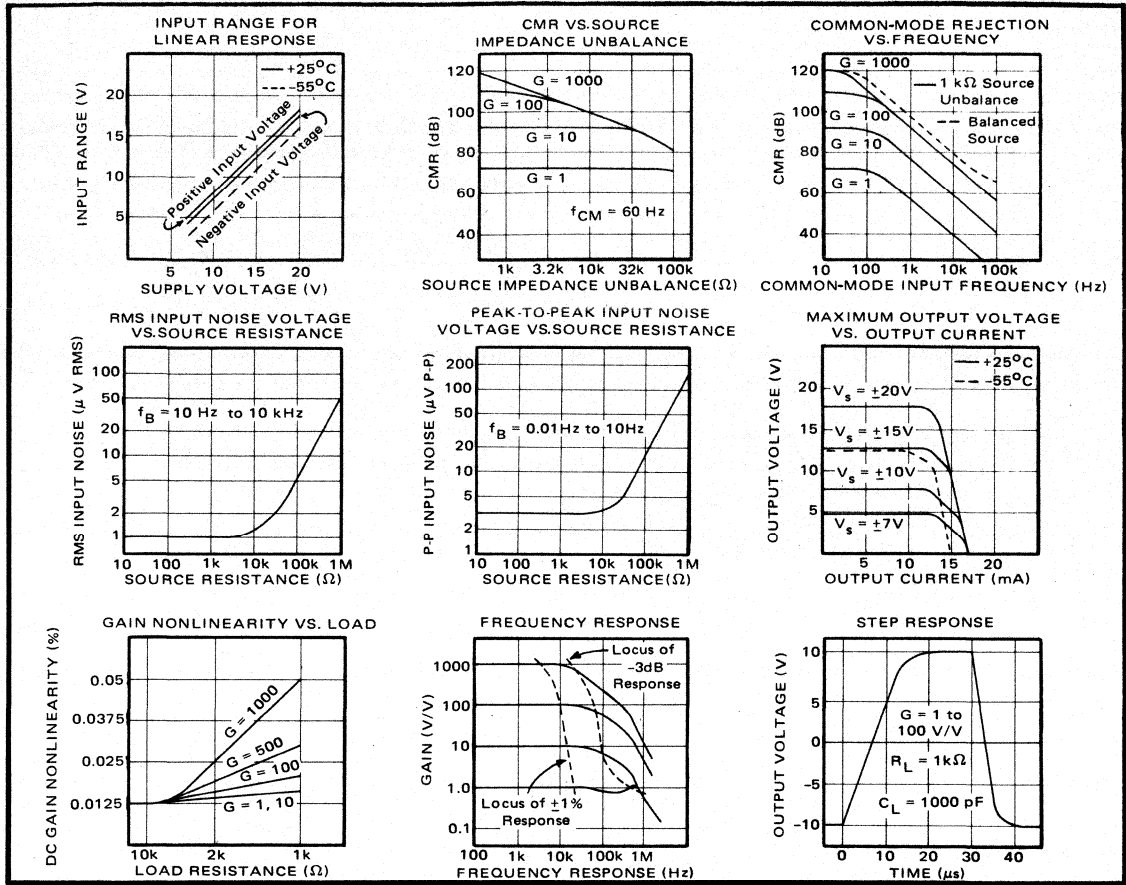 INPUT RANGE FOR
LINEAR RESPONSE
INPUT RANGE (V)
20
15
10
5
+25°C
-55°C
Positive Input Voltage
Negative Input Voltage
5 10 15 20
SUPPLY VOLTAGE (V)
CMR VS.SOURCE
IMPEDANCE UNBALANCE
CMR (dB)
120
100
80
60
40
G = 1000
G = 100
G = 10
G = 1
fCM = 60 Hz
1k 3.2k 10k 32k 100k
SOURCE IMPEDANCE UNBALANCE(Ω)
COMMON-MODE REJECTION
VS.FREQUENCY
CMR (dB)
120
100
80
60
40
G = 1000
1 kΩ Source
Unbalance
G = 100
Balanced
Source
G = 10
G = 1
10 100 1k 10k 100k
COMMON-MODE INPUT FREQUENCY (Hz)
RMS INPUT NOISE VOLTAGE
VS.SOURCE RESISTANCE
RMS INPUT NOISE (μ V RMS)
100
50
20
10
5
2
1
fB = 10 Hz to 10 kHz
10 100 1k 10k 100k 1M
SOURCE RESISTANCE (Ω)
PEAK-TO-PEAK INPUT NOISE
VOLTAGE VS.SOURCE RESISTANCE
P-P INPUT NOISE (μV P-P)
200
100
50
20
10
5
2
1
fB = 0.01Hz to 10Hz
10 100 1k 10k 100k 1M
SOURCE RESISTANCE(Ω)
MAXIMUM OUTPUT VOLTAGE
VS. OUTPUT CURRENT
OUTPUT VOLTAGE (V)
20
15
10
5
+25°C
-55°C
Vs = ±20V
Vs = ±15V
Vs = ±10V
Vs = ±7V
5 10 15 20
OUTPUT CURRENT (mA)
GAIN NONLINEARITY VS. LOAD
DC GAIN NONLINEARITY (%)
0.05
0.0375
0.025
0.0125
G = 1000
G = 500
G = 100
G = 1, 10
10k 2k 1k
LOAD RESISTANCE (Ω)
FREQUENCY RESPONSE
GAIN (V/V)
1000
100
10
1.0
0.1
Locus of
-3dB
Response
Locus of ±1%
Response
100 1k 10k 100k 1M
FREQUENCY RESPONSE (Hz)
STEP RESPONSE
OUTPUT VOLTAGE (V)
10
5
0
-5
-10
G = 1 to
100 V/V
RL = 1kΩ
CL = 1000 pF
0 10 20 30 40
TIME (μs)